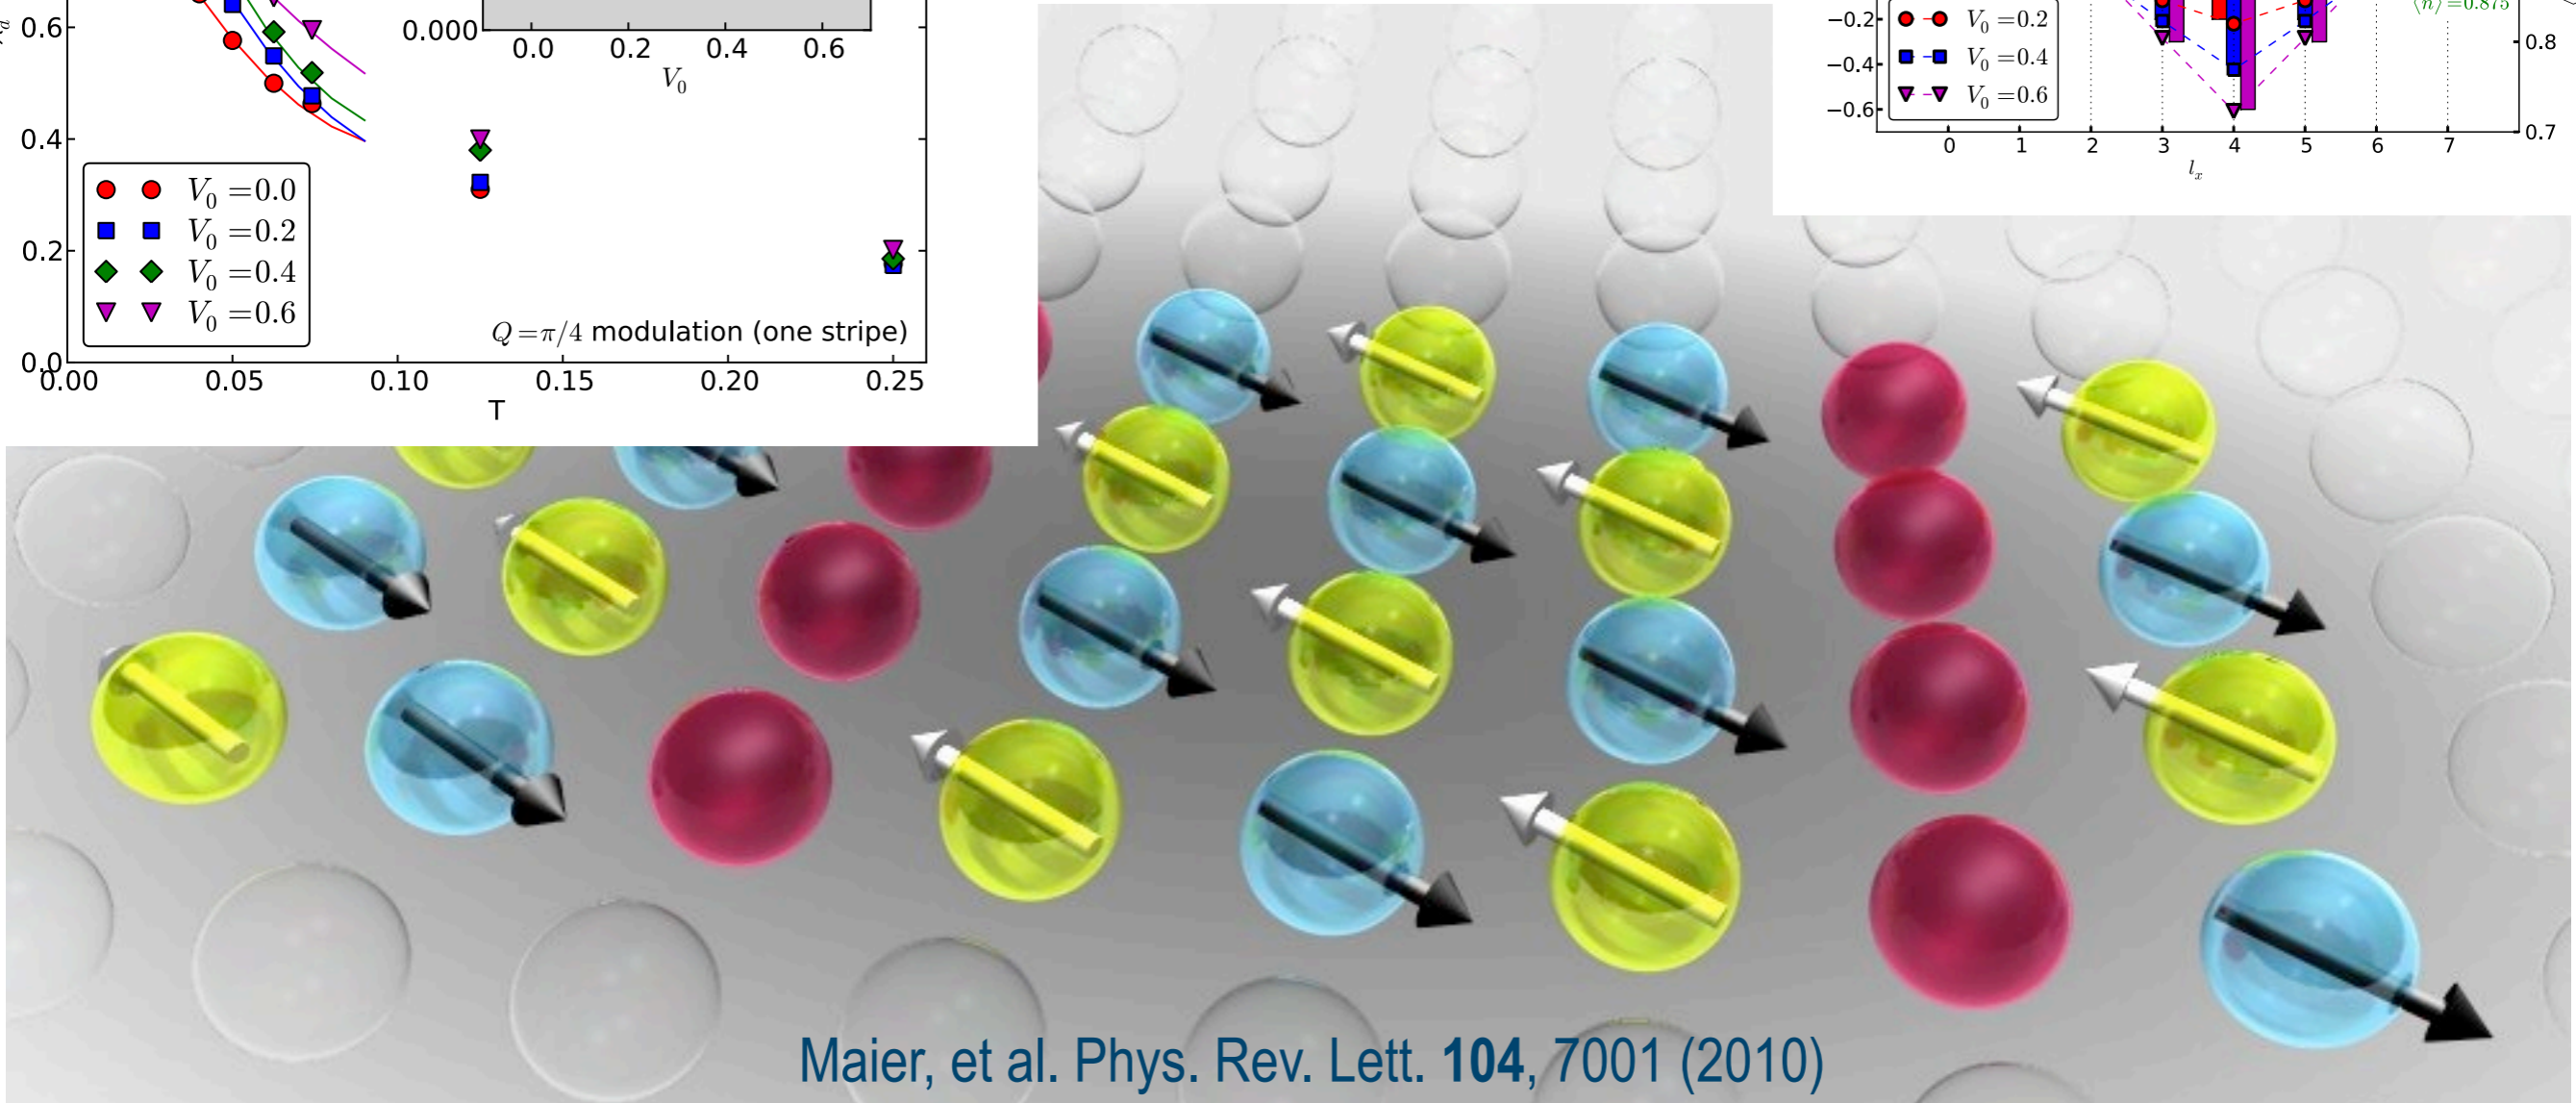 0.6
0.4
0.2
0.0
0.00 0.05 0.10 0.15 0.20 0.25
T
V₀ =0.0
V₀ =0.2
V₀ =0.4
V₀ =0.6
Q=π/4 modulation (one stripe)
0.000
0.0 0.2 0.4 0.6
V₀
−0.2
−0.4
−0.6
V₀ =0.2
V₀ =0.4
V₀ =0.6
⟨n⟩=0.875
0.8
0.7
0 1 2 3 4 5 6 7
lₓ
Maier, et al. Phys. Rev. Lett. 104, 7001 (2010)